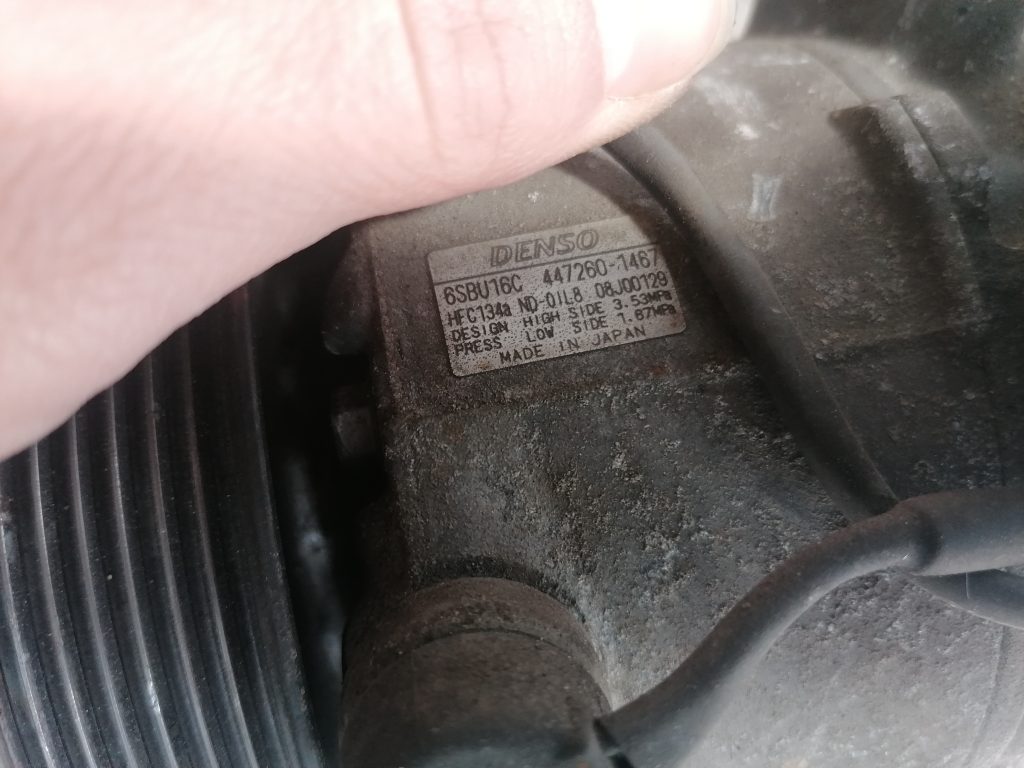 DENSO
6SBU16C 447260-1467
HFC134a ND-OIL8 08J00129
DESIGN HIGH SIDE 3.53MPa
PRESS LOW SIDE 1.87MPa
MADE IN JAPAN